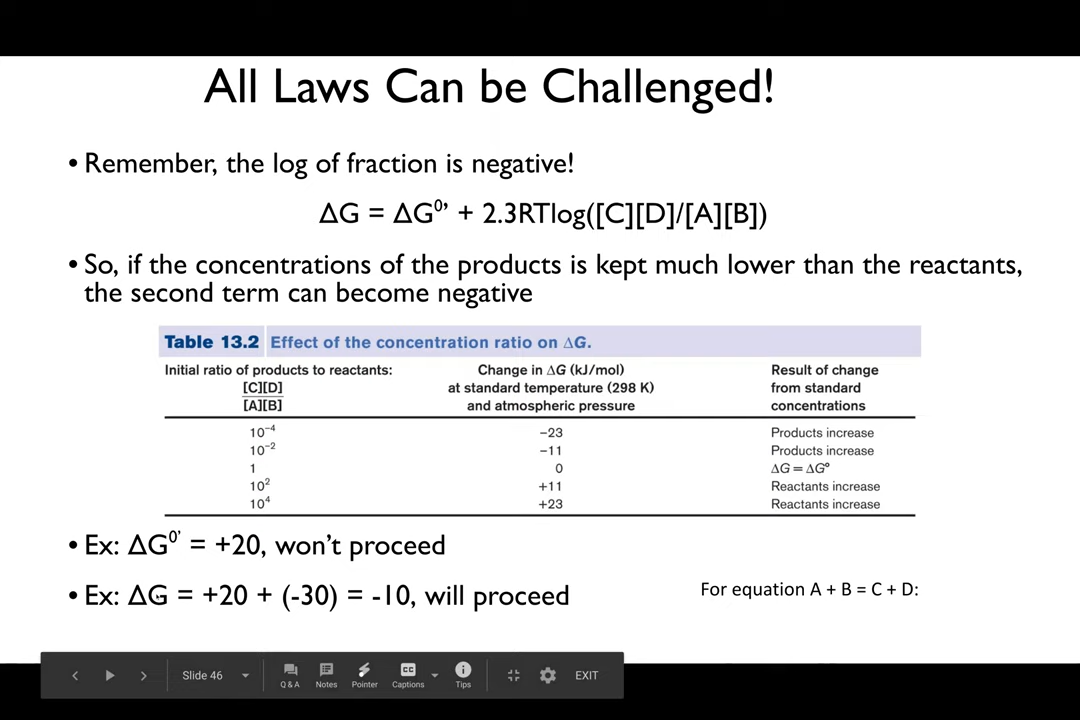 All Laws Can be Challenged!
• Remember, the log of fraction is negative!
ΔG = ΔG⁰’ + 2.3RTlog([C][D]/[A][B])
• So, if the concentrations of the products is kept much lower than the reactants,
the second term can become negative
Table 13.2 Effect of the concentration ratio on ΔG.
Initial ratio of products to reactants: Change in ΔG (kJ/mol) Result of change
[C][D] at standard temperature (298 K) from standard
[A][B] and atmospheric pressure concentrations
10⁻⁴ −23 Products increase
10⁻² −11 Products increase
1 0 ΔG = ΔG°
10² +11 Reactants increase
10⁴ +23 Reactants increase
• Ex: ΔG⁰’ = +20, won’t proceed
• Ex: ΔG = +20 + (-30) = -10, will proceed
For equation A + B = C + D:
Slide 46 Q & A Notes Pointer CC Captions Tips EXIT